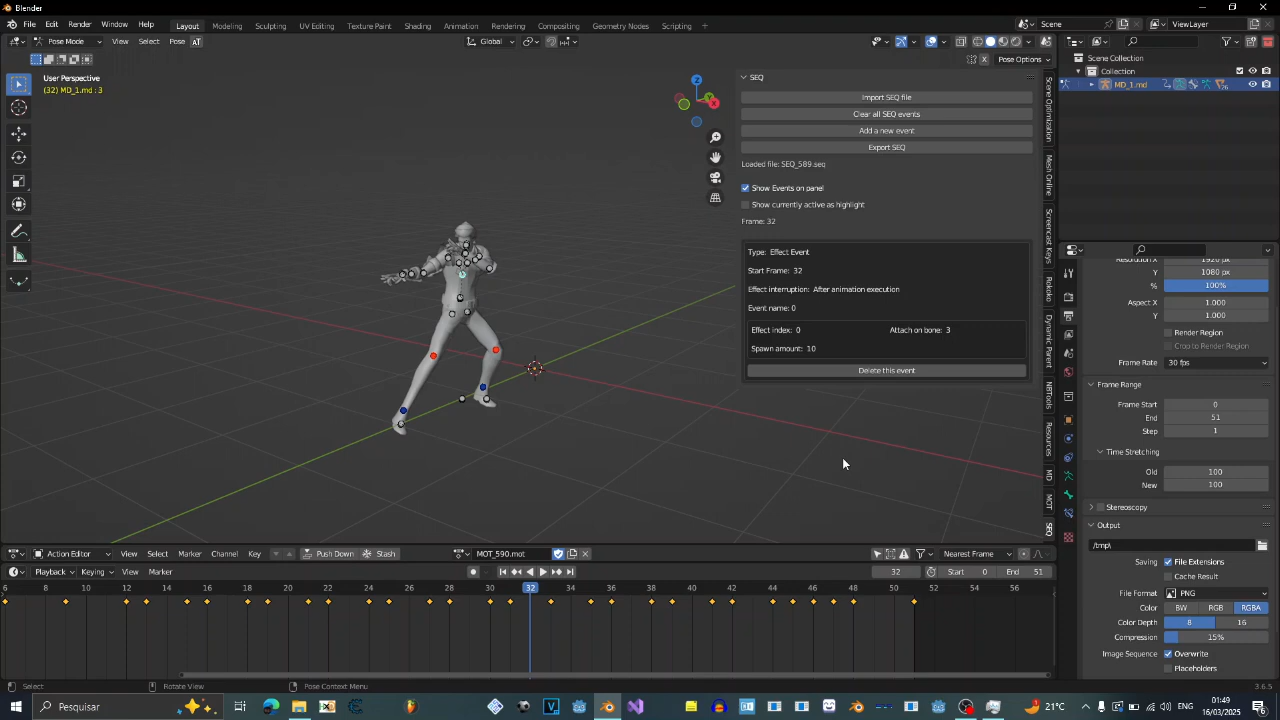 Blender
File Edit Render Window Help Layout Modeling Sculpting UV Editing Texture Paint Shading Animation Rendering Compositing Geometry Nodes Scripting + Scene ViewLayer
Pose Mode View Select Pose AT Global
X Pose Options
User Perspective
(32) MD_1.md : 3
Z
Y
X
SEQ
Import SEQ file
Clear all SEQ events
Add a new event
Export SEQ
Loaded file: SEQ_589.seq
Show Events on panel
Show currently active as highlight
Frame: 32
Type: Effect Event
Start Frame: 32
Effect interruption: After animation execution
Event name: 0
Effect index: 0 Attach on bone: 3
Spawn amount: 10
Delete this event
Scene Optimization
Mesh Online
Screencast Keys
Rokoko
Dynamic Parent
NBTools
Resources
MD
MOT
SEQ
Scene Collection
Collection
MD_1.md 26
Resolution X 1920 px
Y 1080 px
% 100%
Aspect X 1.000
Y 1.000
Render Region
Crop to Render Region
Frame Rate 30 fps
Frame Range
Frame Start 0
End 51
Step 1
Time Stretching
Old 100
New 100
Stereoscopy
Output
/tmp\
Saving File Extensions
Cache Result
File Format PNG
Color BW RGB RGBA
Color Depth 8 16
Compression 15%
Image Sequence Overwrite
Placeholders
Action Editor View Select Marker Channel Key Push Down Stash MOT_590.mot Nearest Frame
Playback Keying View Marker 32 Start 0 End 51
6 8 10 12 14 16 18 20 22 24 26 28 30 32 34 36 38 40 42 44 46 48 50 52 54 56
Select Rotate View Pose Context Menu 3.6.5
Pesquisar 21°C 01:49
16/03/2025